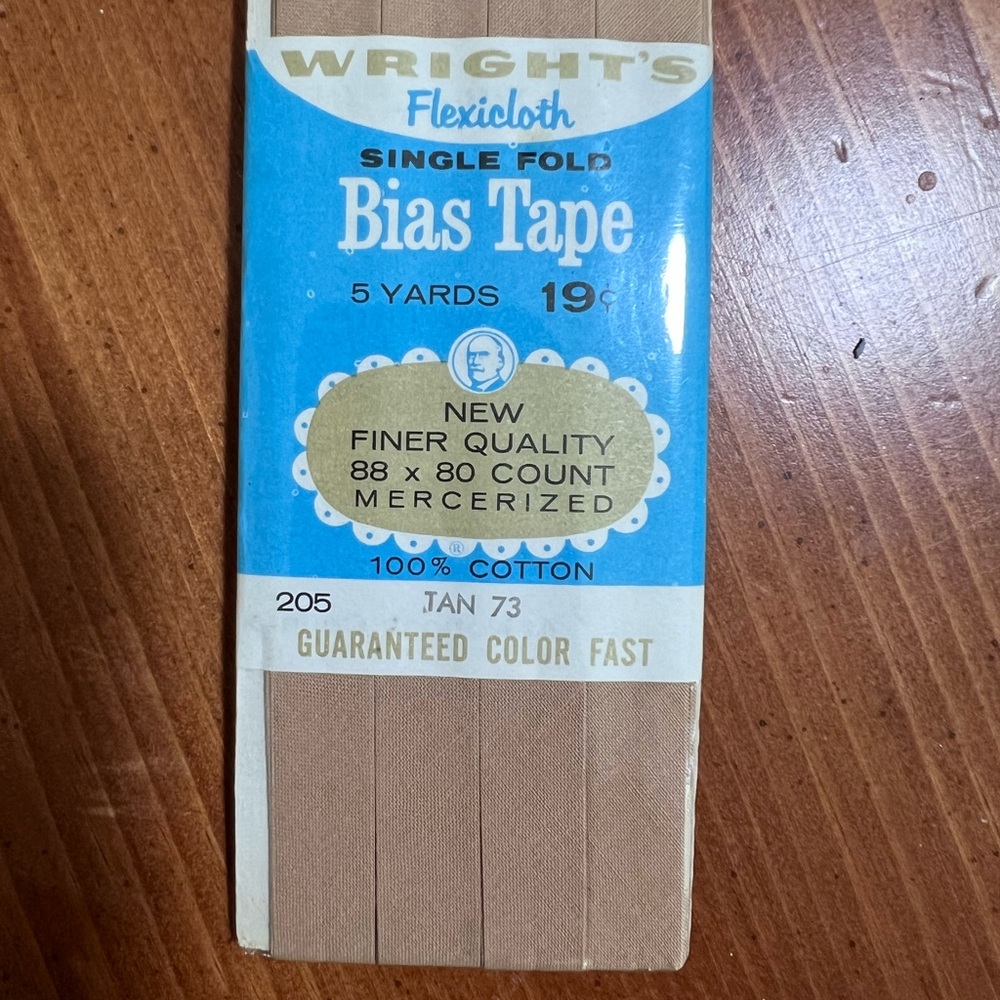 WRIGHT'S
Flexicloth
SINGLE FOLD
Bias Tape
5 YARDS 19¢
NEW
FINER QUALITY
88 x 80 COUNT
MERCERIZED
®
100% COTTON
205 TAN 73
GUARANTEED COLOR FAST